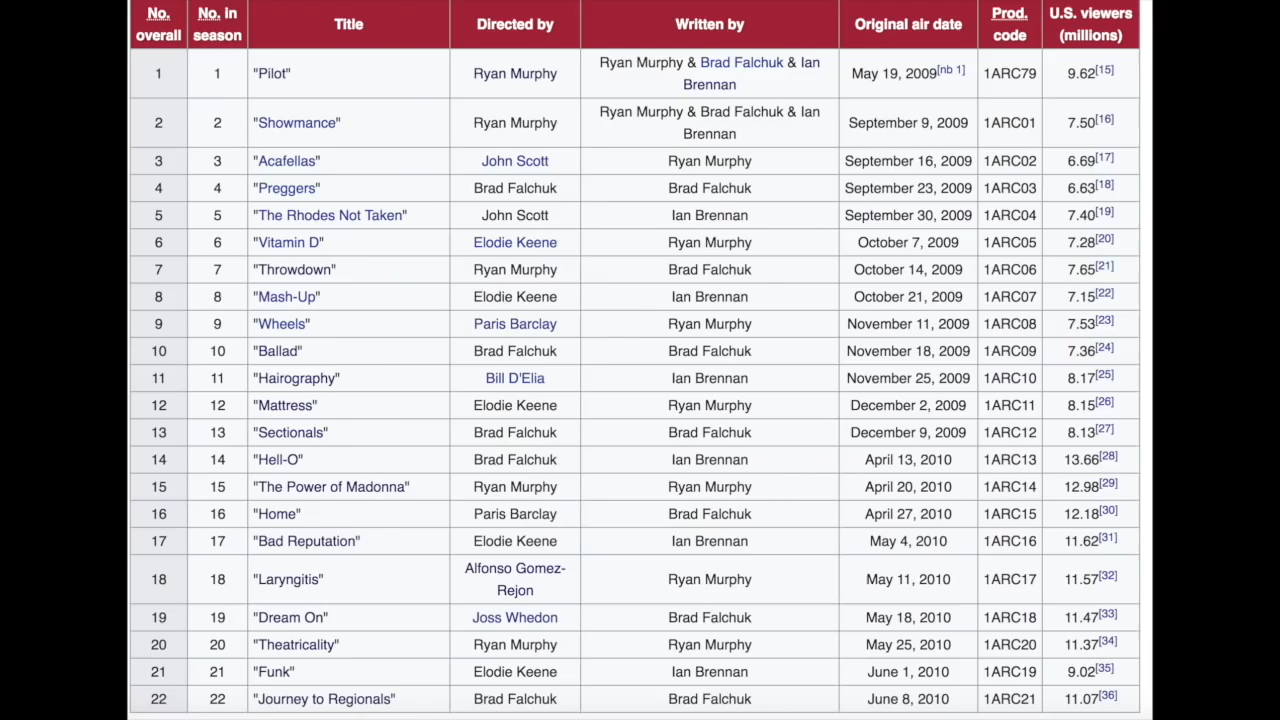 No. overall No. in season Title Directed by Written by Original air date Prod. code U.S. viewers (millions)
1 1 "Pilot" Ryan Murphy Ryan Murphy & Brad Falchuk & Ian Brennan May 19, 2009[nb 1] 1ARC79 9.62[15]
2 2 "Showmance" Ryan Murphy Ryan Murphy & Brad Falchuk & Ian Brennan September 9, 2009 1ARC01 7.50[16]
3 3 "Acafellas" John Scott Ryan Murphy September 16, 2009 1ARC02 6.69[17]
4 4 "Preggers" Brad Falchuk Brad Falchuk September 23, 2009 1ARC03 6.63[18]
5 5 "The Rhodes Not Taken" John Scott Ian Brennan September 30, 2009 1ARC04 7.40[19]
6 6 "Vitamin D" Elodie Keene Ryan Murphy October 7, 2009 1ARC05 7.28[20]
7 7 "Throwdown" Ryan Murphy Brad Falchuk October 14, 2009 1ARC06 7.65[21]
8 8 "Mash-Up" Elodie Keene Ian Brennan October 21, 2009 1ARC07 7.15[22]
9 9 "Wheels" Paris Barclay Ryan Murphy November 11, 2009 1ARC08 7.53[23]
10 10 "Ballad" Brad Falchuk Brad Falchuk November 18, 2009 1ARC09 7.36[24]
11 11 "Hairography" Bill D'Elia Ian Brennan November 25, 2009 1ARC10 8.17[25]
12 12 "Mattress" Elodie Keene Ryan Murphy December 2, 2009 1ARC11 8.15[26]
13 13 "Sectionals" Brad Falchuk Brad Falchuk December 9, 2009 1ARC12 8.13[27]
14 14 "Hell-O" Brad Falchuk Ian Brennan April 13, 2010 1ARC13 13.66[28]
15 15 "The Power of Madonna" Ryan Murphy Ryan Murphy April 20, 2010 1ARC14 12.98[29]
16 16 "Home" Paris Barclay Brad Falchuk April 27, 2010 1ARC15 12.18[30]
17 17 "Bad Reputation" Elodie Keene Ian Brennan May 4, 2010 1ARC16 11.62[31]
18 18 "Laryngitis" Alfonso Gomez-Rejon Ryan Murphy May 11, 2010 1ARC17 11.57[32]
19 19 "Dream On" Joss Whedon Brad Falchuk May 18, 2010 1ARC18 11.47[33]
20 20 "Theatricality" Ryan Murphy Ryan Murphy May 25, 2010 1ARC20 11.37[34]
21 21 "Funk" Elodie Keene Ian Brennan June 1, 2010 1ARC19 9.02[35]
22 22 "Journey to Regionals" Brad Falchuk Brad Falchuk June 8, 2010 1ARC21 11.07[36]